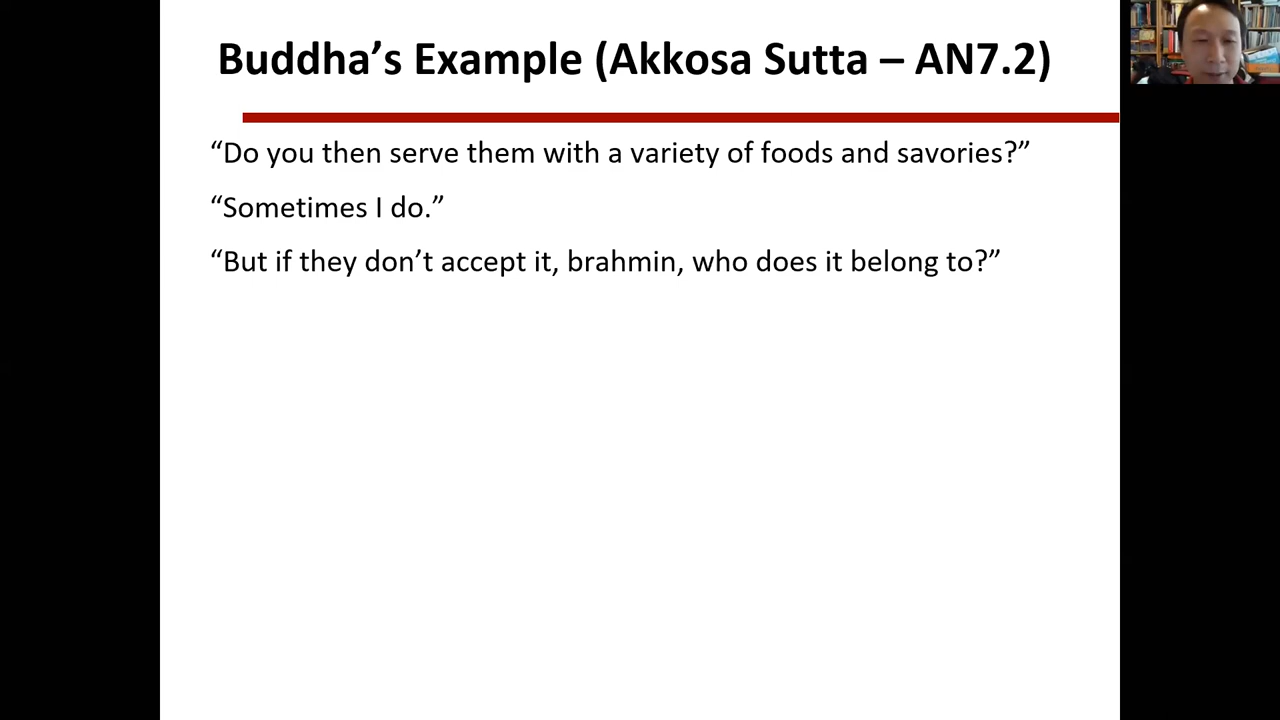 Buddha’s Example (Akkosa Sutta – AN7.2)
“Do you then serve them with a variety of foods and savories?”
“Sometimes I do.”
“But if they don’t accept it, brahmin, who does it belong to?”